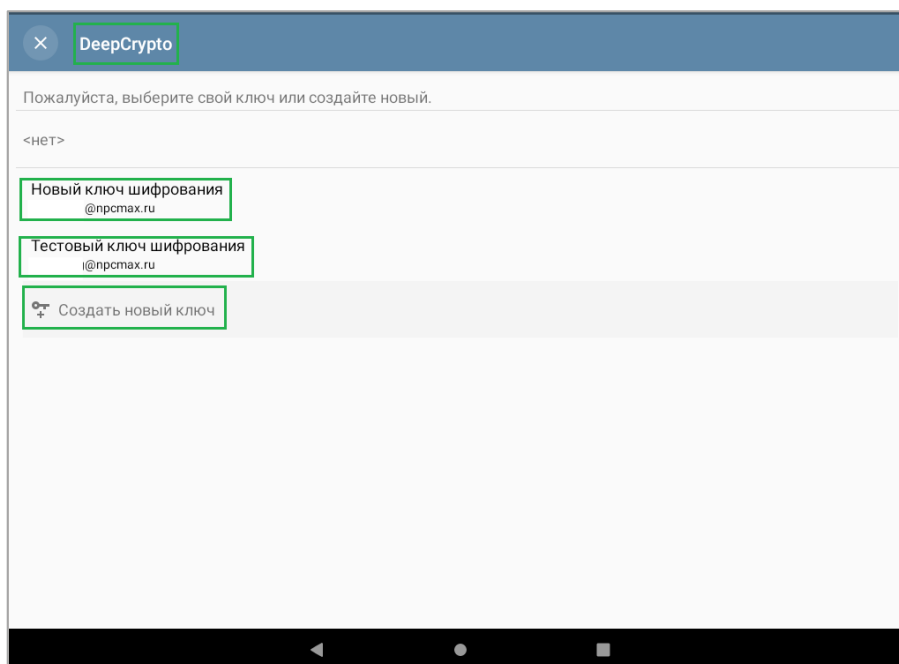 DeepCrypto
Пожалуйста, выберите свой ключ или создайте новый.
<нет>
Новый ключ шифрования
@npcmax.ru
Тестовый ключ шифрования
@npcmax.ru
Создать новый ключ